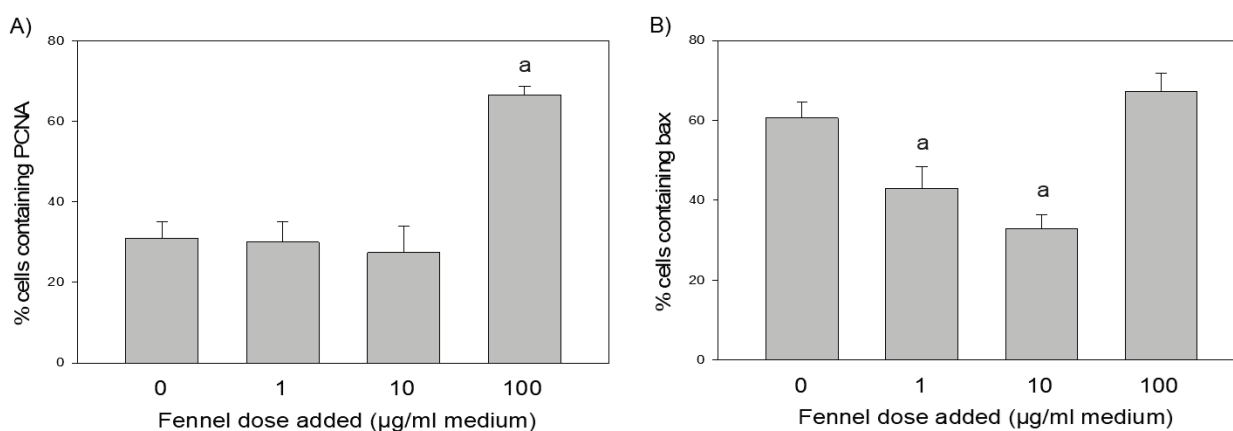 A)
80
60
40
20
0
% cells containing PCNA
a
0 1 10 100
Fennel dose added (µg/ml medium)
B)
80
60
40
20
0
% cells containing bax
a
a
0 1 10 100
Fennel dose added (µg/ml medium)